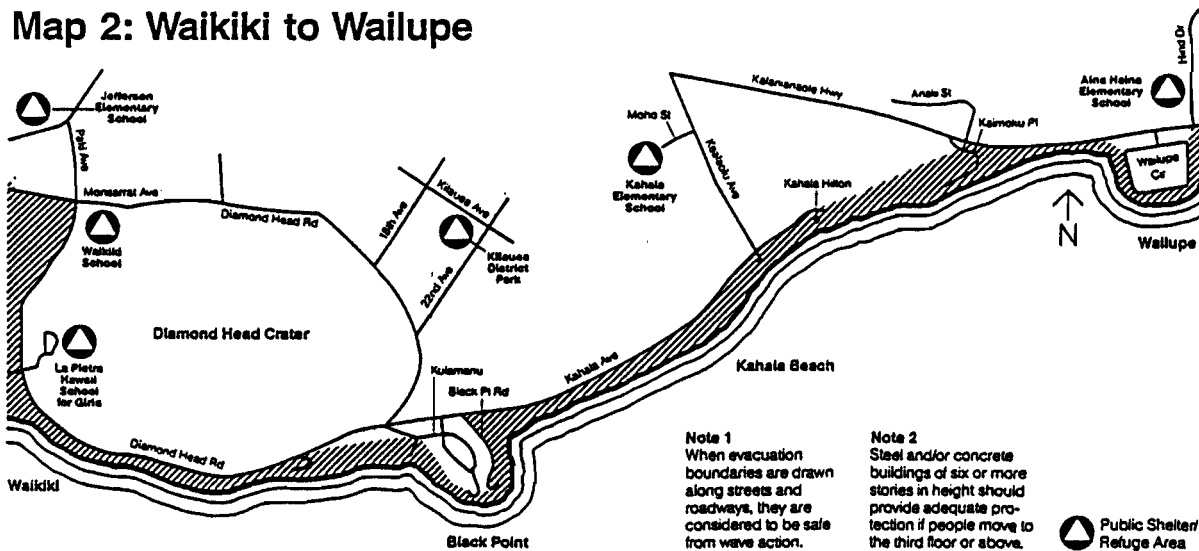 Map 2: Waikiki to Wailupe
Jefferson
Elementary
School
Paki Ave
Monsarrat Ave
Diamond Head Rd
Waikiki
School
18th Ave
Kilauea Ave
Kilauea
District
Park
22nd Ave
Diamond Head Crater
La Pietra
Hawaii
School
for Girls
Diamond Head Rd
Waikiki
Kulamanu
Black Pt Rd
Black Point
Kahala Ave
Kahala Beach
Moho St
Kahala
Elementary
School
Kealaolu Ave
Kalanianaole Hwy
Kahala Hilton
Analii St
Kaimoku Pl
Aina Haina
Elementary
School
Hind Dr
Wailupe
Cr
Wailupe
N
Note 1
When evacuation
boundaries are drawn
along streets and
roadways, they are
considered to be safe
from wave action.
Note 2
Steel and/or concrete
buildings of six or more
stories in height should
provide adequate pro-
tection if people move to
the third floor or above.
Public Shelter/
Refuge Area